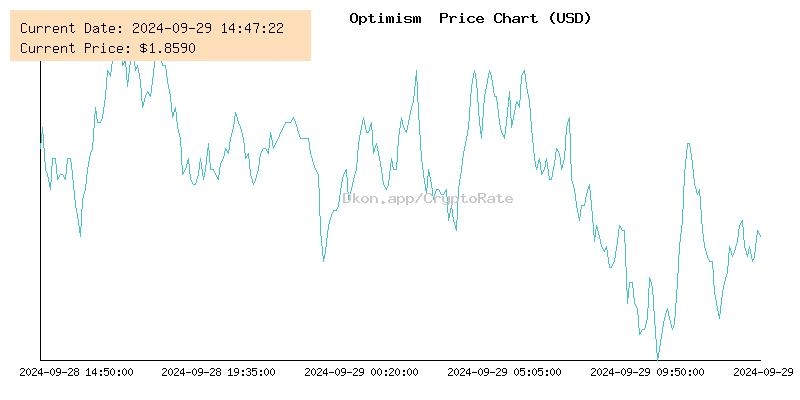 Optimism  Price Chart (USD)
Current Date: 2024-09-29 14:47:22
Current Price: $1.8590
Dkon.app/CryptoRate
2024-09-28 14:50:00 2024-09-28 19:35:00 2024-09-29 00:20:00 2024-09-29 05:05:00 2024-09-29 09:50:00 2024-09-29